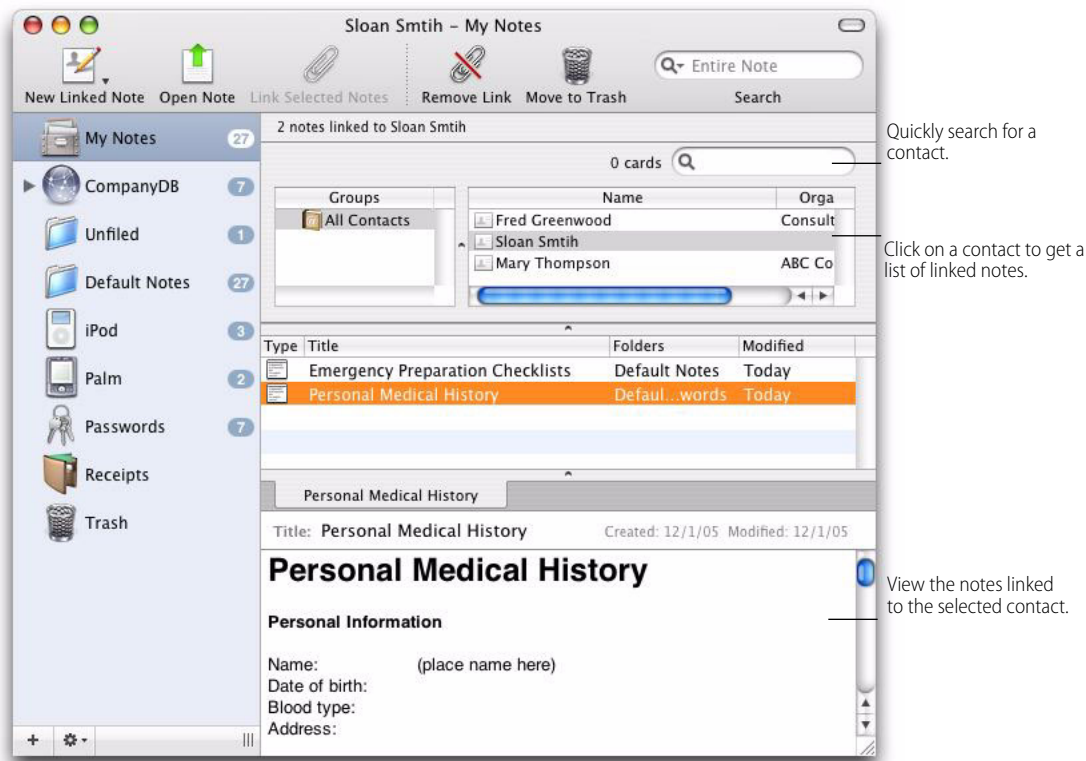 Sloan Smtih – My Notes
New Linked Note Open Note Link Selected Notes Remove Link Move to Trash Search
Entire Note
My Notes 27
CompanyDB 7
Unfiled 1
Default Notes 27
iPod 3
Palm 2
Passwords 7
Receipts
Trash
2 notes linked to Sloan Smtih
0 cards
Groups
All Contacts
Name Orga
Fred Greenwood Consult
Sloan Smtih
Mary Thompson ABC Co
Type Title Folders Modified
Emergency Preparation Checklists Default Notes Today
Personal Medical History Defaul...words Today
Personal Medical History
Title: Personal Medical History Created: 12/1/05 Modified: 12/1/05
Personal Medical History
Personal Information
Name: (place name here)
Date of birth:
Blood type:
Address:
Quickly search for a
contact.
Click on a contact to get a
list of linked notes.
View the notes linked
to the selected contact.